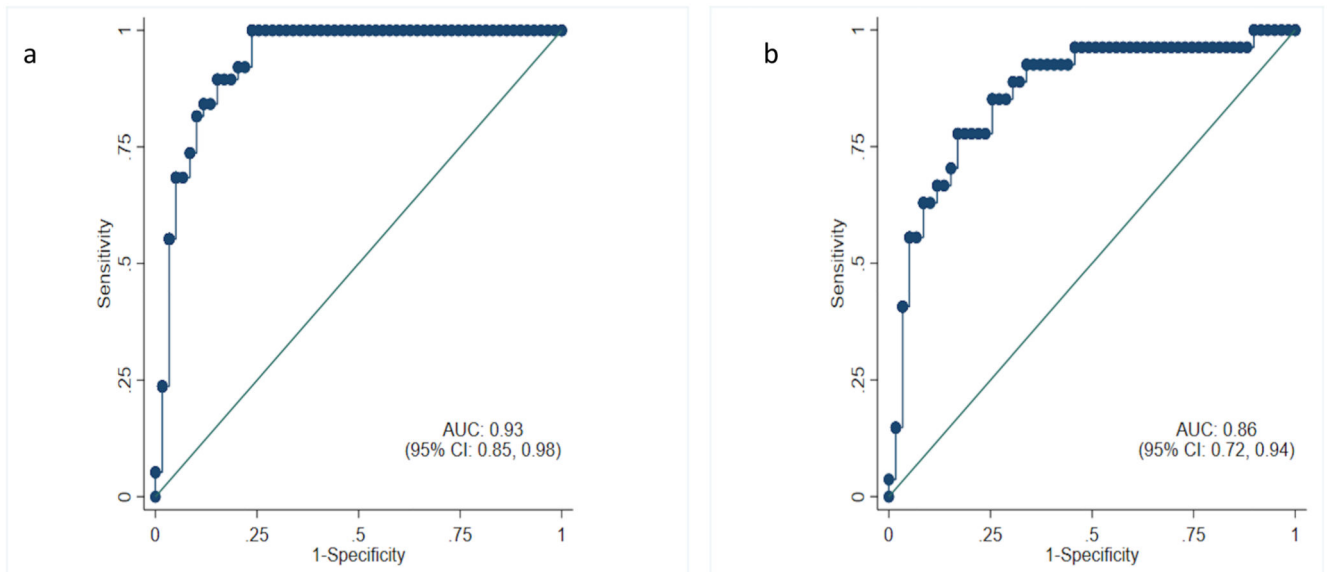 a
Sensitivity
1
.75
.5
.25
0
AUC: 0.93
(95% CI: 0.85, 0.98)
0
.25
.5
.75
1
1-Specificity
b
Sensitivity
1
.75
.5
.25
0
AUC: 0.86
(95% CI: 0.72, 0.94)
0
.25
.5
.75
1
1-Specificity